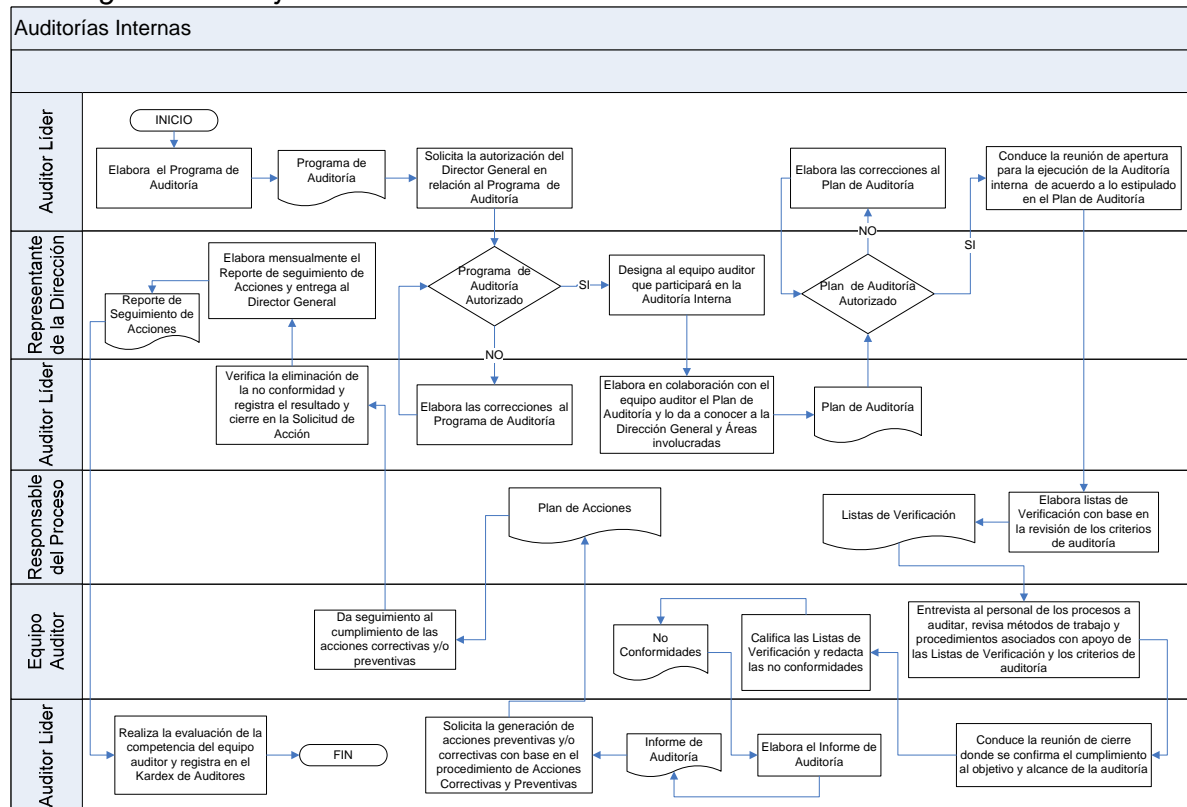 Auditorías Internas
Auditor Líder
INICIO
Elabora el Programa de
Auditoría
Programa de
Auditoría
Solicita la autorización del
Director General en
relación al Programa de
Auditoría
Elabora las correcciones al
Plan de Auditoría
Conduce la reunión de apertura
para la ejecución de la Auditoría
interna de acuerdo a lo estipulado
en el Plan de Auditoría
NO
SI
Representante
de la Dirección
Elabora mensualmente el
Reporte de seguimiento de
Acciones y entrega al
Director General
Reporte de
Seguimiento de
Acciones
Programa de
Auditoría
Autorizado
SI
NO
Designa al equipo auditor
que participará en la
Auditoría Interna
Plan de Auditoría
Autorizado
Auditor Líder
Verifica la eliminación de
la no conformidad y
registra el resultado y
cierre en la Solicitud de
Acción
Elabora las correcciones al
Programa de Auditoría
Elabora en colaboración con el
equipo auditor el Plan de
Auditoría y lo da a conocer a la
Dirección General y Áreas
involucradas
Plan de Auditoría
Responsable
del Proceso
Plan de Acciones
Listas de Verificación
Elabora listas de
Verificación con base en
la revisión de los criterios
de auditoría
Equipo
Auditor
Da seguimiento al
cumplimiento de las
acciones correctivas y/o
preventivas
No
Conformidades
Califica las Listas de
Verificación y redacta
las no conformidades
Entrevista al personal de los procesos a
auditar, revisa métodos de trabajo y
procedimientos asociados con apoyo de
las Listas de Verificación y los criterios de
auditoría
Auditor Lider
Realiza la evaluación de la
competencia del equipo
auditor y registra en el
Kardex de Auditores
FIN
Solicita la generación de
acciones preventivas y/o
correctivas con base en el
procedimiento de Acciones
Correctivas y Preventivas
Informe de
Auditoría
Elabora el Informe de
Auditoría
Conduce la reunión de cierre
donde se confirma el cumplimiento
al objetivo y alcance de la auditoría